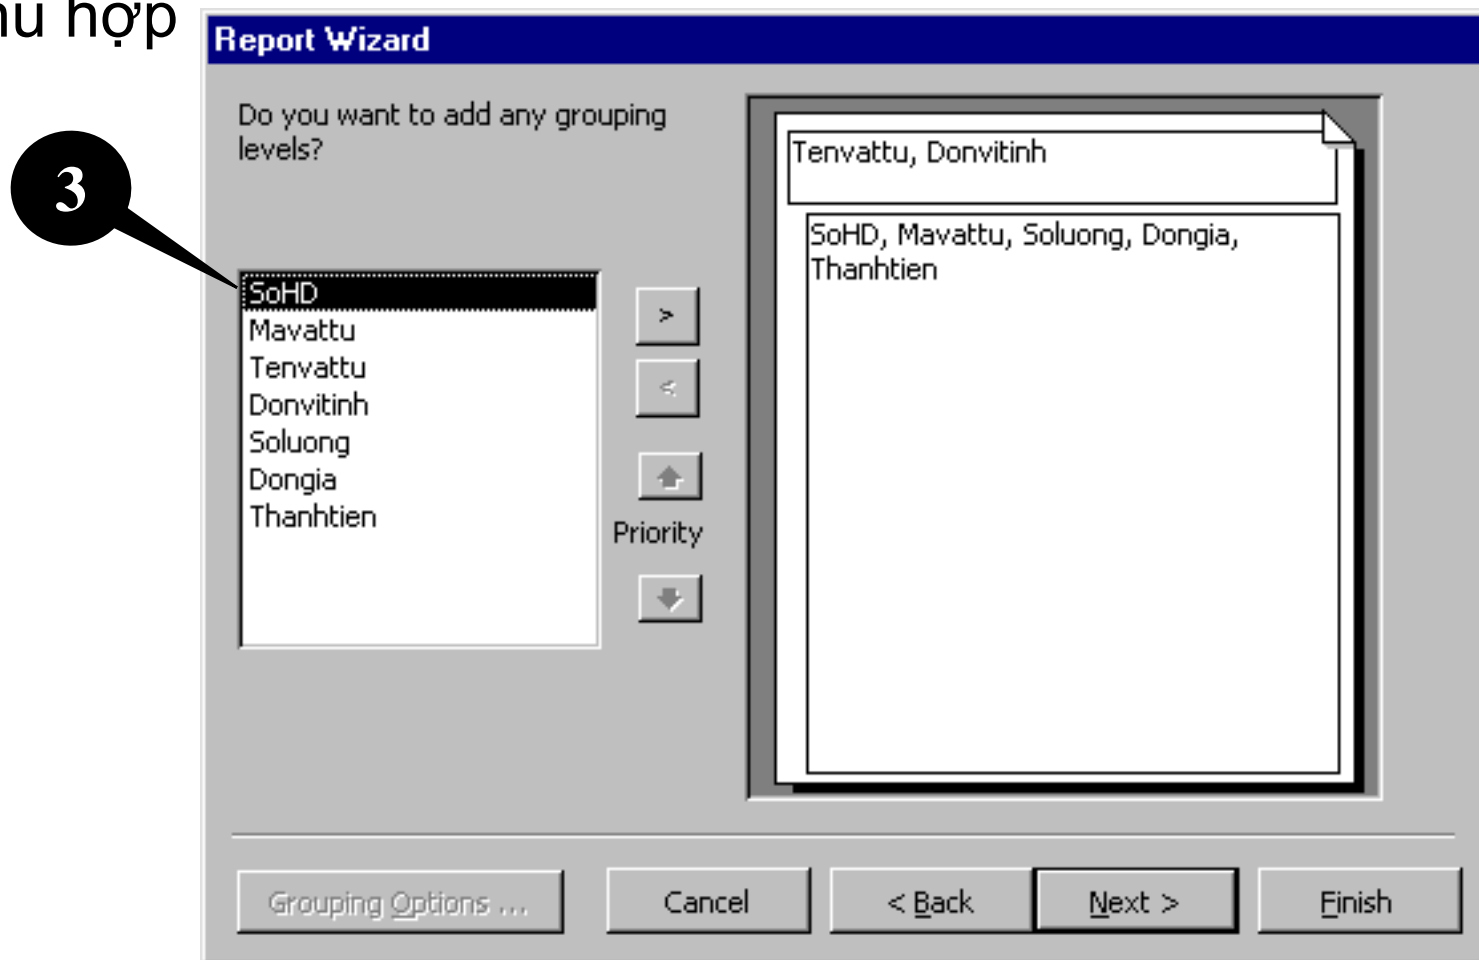 hợp
Report Wizard
Do you want to add any grouping
levels?
3
SoHD
Mavattu
Tenvattu
Donvitinh
Soluong
Dongia
Thanhtien
>
<
Priority
Tenvattu, Donvitinh
SoHD, Mavattu, Soluong, Dongia,
Thanhtien
Grouping Options ...
Cancel
< Back
Next >
Finish